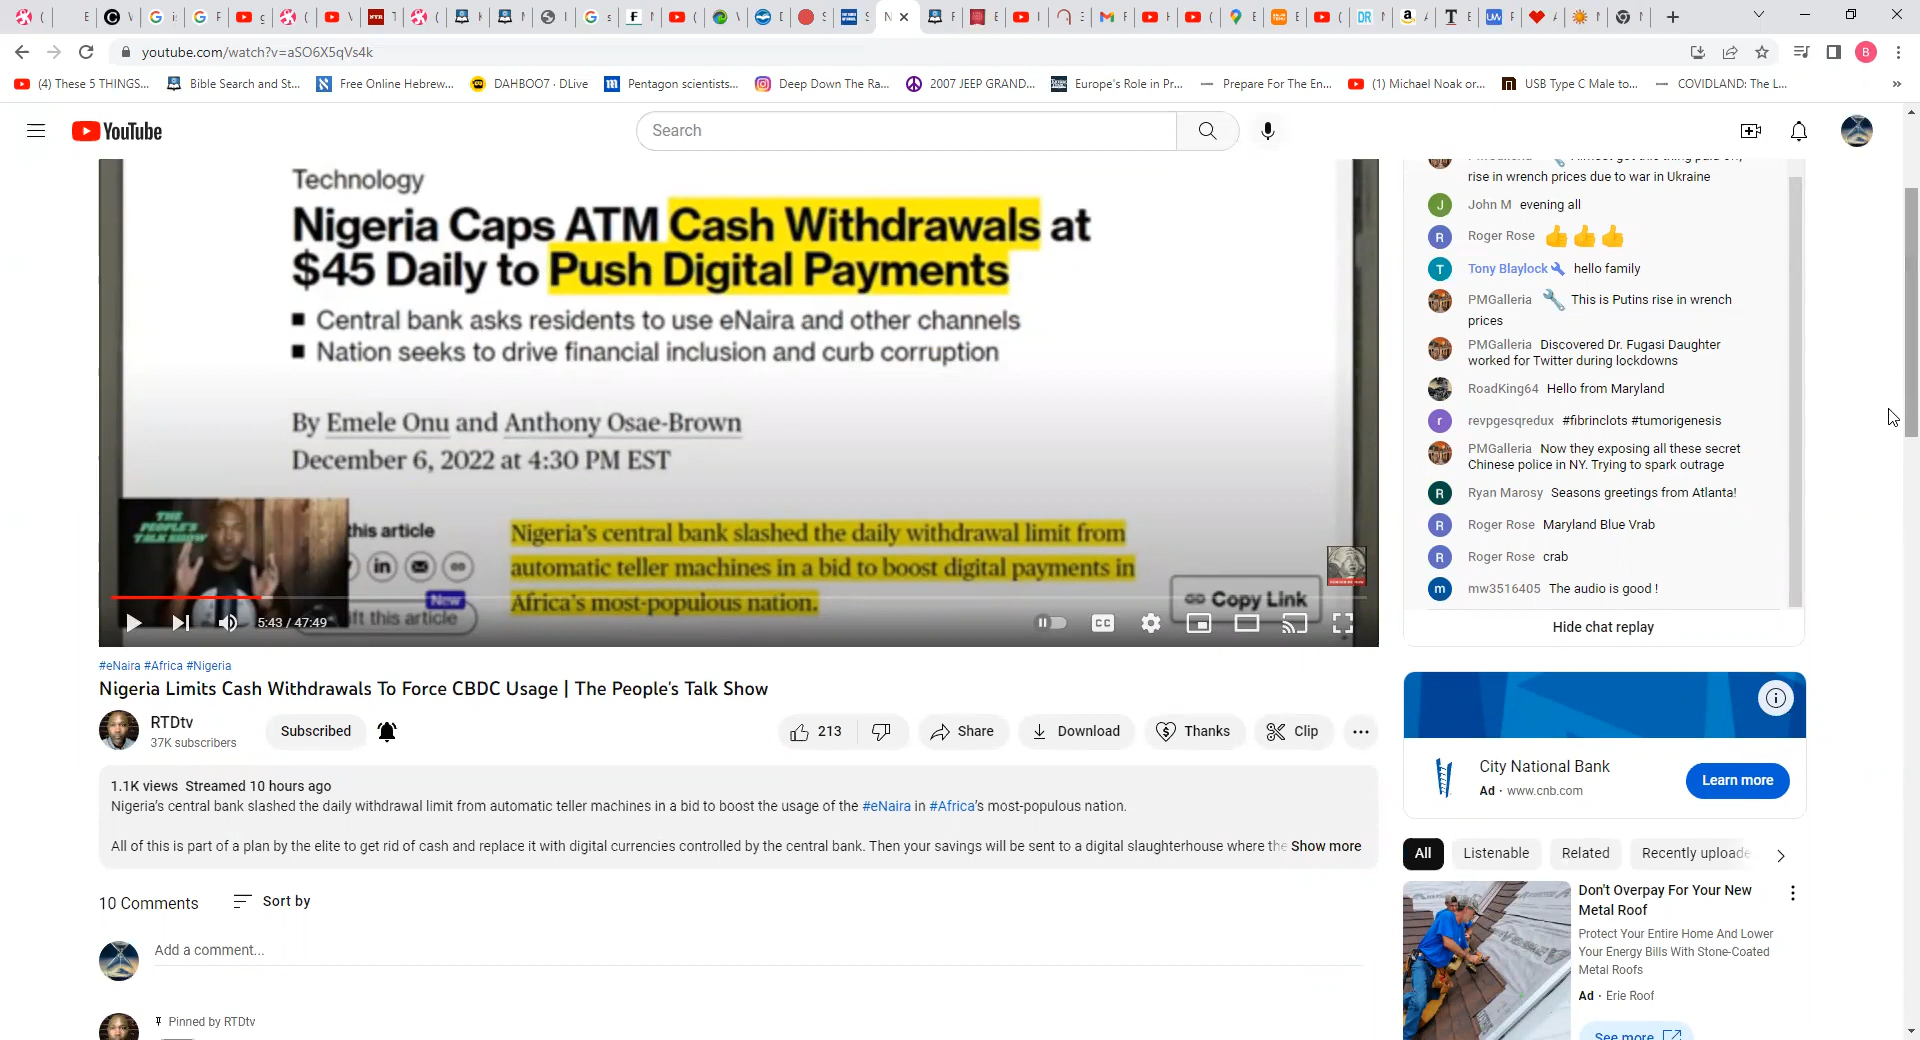 youtube.com/watch?v=aSO6X5qVs4k
B
(4) These 5 THINGS...
Bible Search and St...
Free Online Hebrew...
DAHBOO7 · DLive
Pentagon scientists...
Deep Down The Ra...
2007 JEEP GRAND...
Europe's Role in Pr...
Prepare For The En...
(1) Michael Noak or...
USB Type C Male to...
COVIDLAND: The L...
»
YouTube
Search
Technology
Nigeria Caps ATM Cash Withdrawals at
$45 Daily to Push Digital Payments
Central bank asks residents to use eNaira and other channels
Nation seeks to drive financial inclusion and curb corruption
By Emele Onu and Anthony Osae-Brown
December 6, 2022 at 4:30 PM EST
THE
PEOPLE'S
TALK SHOW
this article
in
New
ift this article
Nigeria's central bank slashed the daily withdrawal limit from
automatic teller machines in a bid to boost digital payments in
Africa's most-populous nation.
Copy Link
5:43 / 47:49
CC
rise in wrench prices due to war in Ukraine
J John M evening all
R Roger Rose
T Tony Blaylock hello family
PMGalleria This is Putins rise in wrench
prices
PMGalleria Discovered Dr. Fugasi Daughter
worked for Twitter during lockdowns
RoadKing64 Hello from Maryland
r revpgesqredux #fibrinclots #tumorigenesis
PMGalleria Now they exposing all these secret
Chinese police in NY. Trying to spark outrage
R Ryan Marosy Seasons greetings from Atlanta!
R Roger Rose Maryland Blue Vrab
R Roger Rose crab
m mw3516405 The audio is good !
Hide chat replay
#eNaira #Africa #Nigeria
Nigeria Limits Cash Withdrawals To Force CBDC Usage | The People's Talk Show
RTDtv
37K subscribers
Subscribed
213
Share
Download
Thanks
Clip
1.1K views Streamed 10 hours ago
Nigeria's central bank slashed the daily withdrawal limit from automatic teller machines in a bid to boost the usage of the #eNaira in #Africa's most-populous nation.
All of this is part of a plan by the elite to get rid of cash and replace it with digital currencies controlled by the central bank. Then your savings will be sent to a digital slaughterhouse where the Show more
10 Comments
Sort by
Add a comment...
Pinned by RTDtv
City National Bank
Ad · www.cnb.com
Learn more
All
Listenable
Related
Recently uploade
Don't Overpay For Your New
Metal Roof
Protect Your Entire Home And Lower
Your Energy Bills With Stone-Coated
Metal Roofs
Ad · Erie Roof
See more